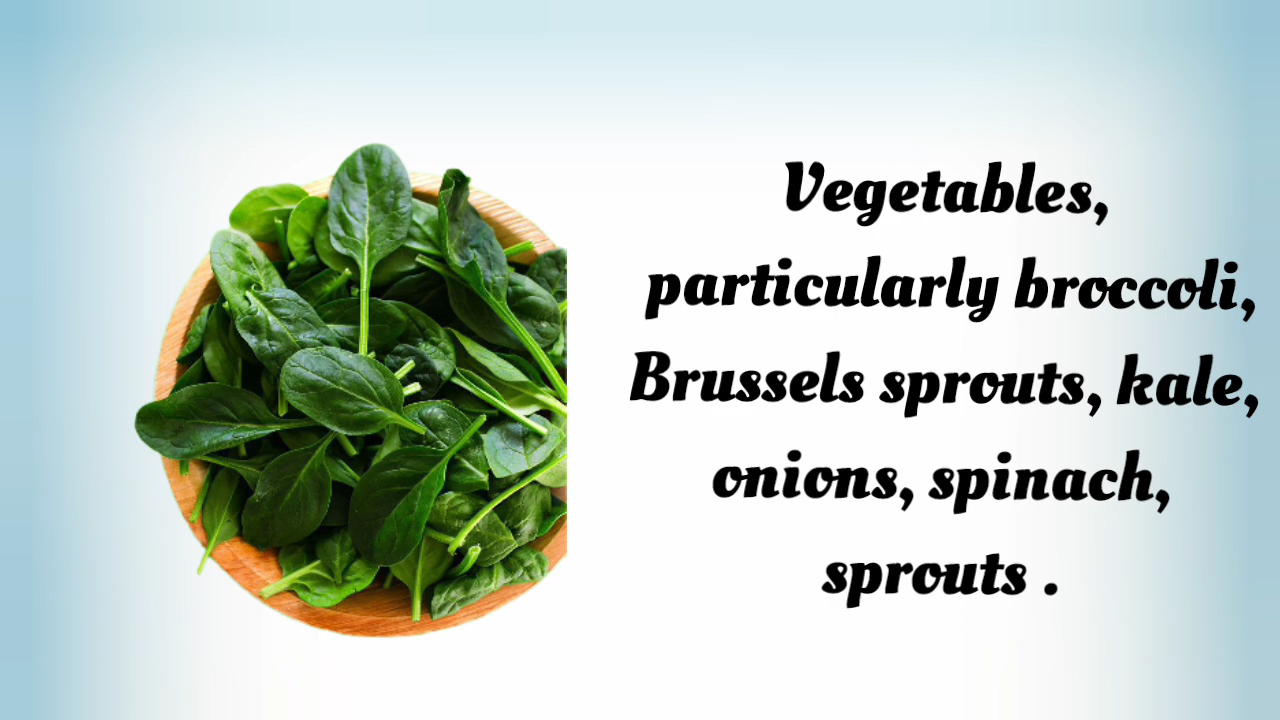 Vegetables,
particularly broccoli,
Brussels sprouts, kale,
onions, spinach,
sprouts .